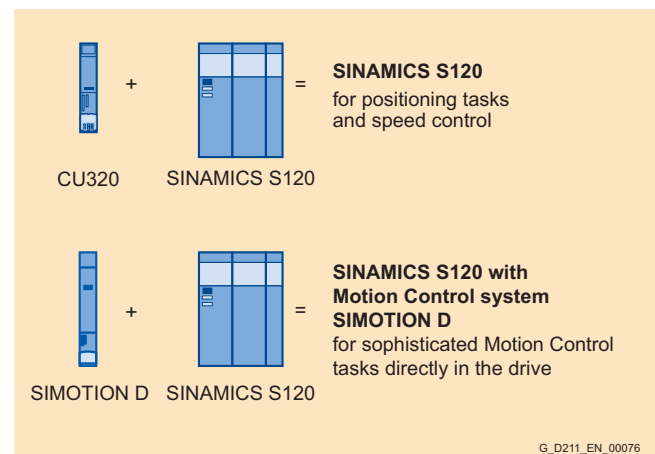 +
=
SINAMICS S120
for positioning tasks
and speed control
CU320
SINAMICS S120
+
=
SINAMICS S120 with
Motion Control system
SIMOTION D
for sophisticated Motion Control
tasks directly in the drive
SIMOTION D
SINAMICS S120
G_D211_EN_00076